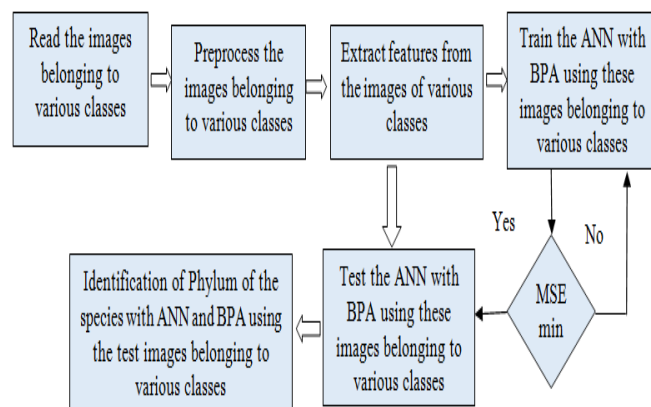 Read the images
belonging to
various classes
Preprocess the
images belonging
to various classes
Extract features from
the images of various
classes
Train the ANN with
BPA using these
images belonging to
various classes
Yes
No
MSE
min
Test the ANN with
BPA using these
images belonging to
various classes
Identification of Phylum of the
species with ANN and BPA using
the test images belonging to
various classes